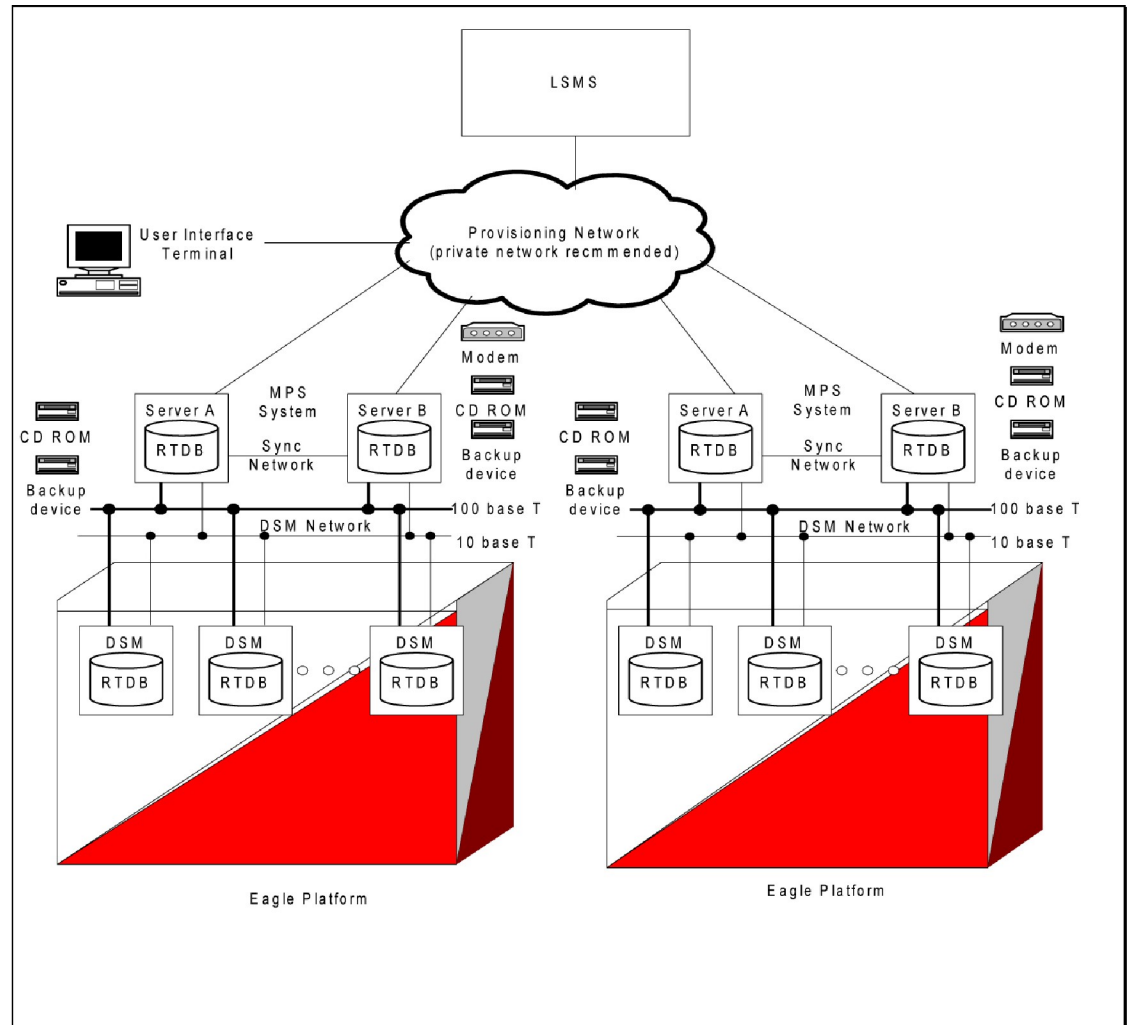 LSMS
Provisioning Network
(private network recmmended)
User Interface
Terminal
Modem
CD ROM
Backup
device
CD ROM
Backup
device
Server A
RTDB
MPS
System
Sync
Network
Server B
RTDB
100 base T
DSM Network
10 base T
DSM
RTDB
DSM
RTDB
DSM
RTDB
Eagle Platform
Modem
CD ROM
Backup
device
CD ROM
Backup
device
Server A
RTDB
MPS
System
Sync
Network
Server B
RTDB
100 base T
DSM Network
10 base T
DSM
RTDB
DSM
RTDB
DSM
RTDB
Eagle Platform